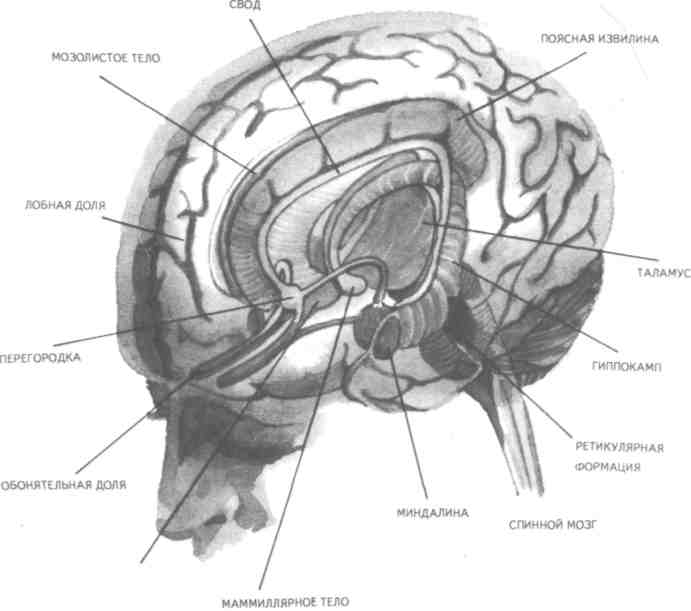 СВОД
ПОЯСНАЯ ИЗВИЛИНА
МОЗОЛИСТОЕ ТЕЛО
ЛОБНАЯ ДОЛЯ
ТАЛАМУС
ПЕРЕГОРОДКА
ГИППОКАМП
РЕТИКУЛЯРНАЯ
ФОРМАЦИЯ
ОБОНЯТЕЛЬНАЯ ДОЛЯ
МИНДАЛИНА
СПИННОЙ МОЗГ
МАММИЛЛЯРНОЕ ТЕЛО